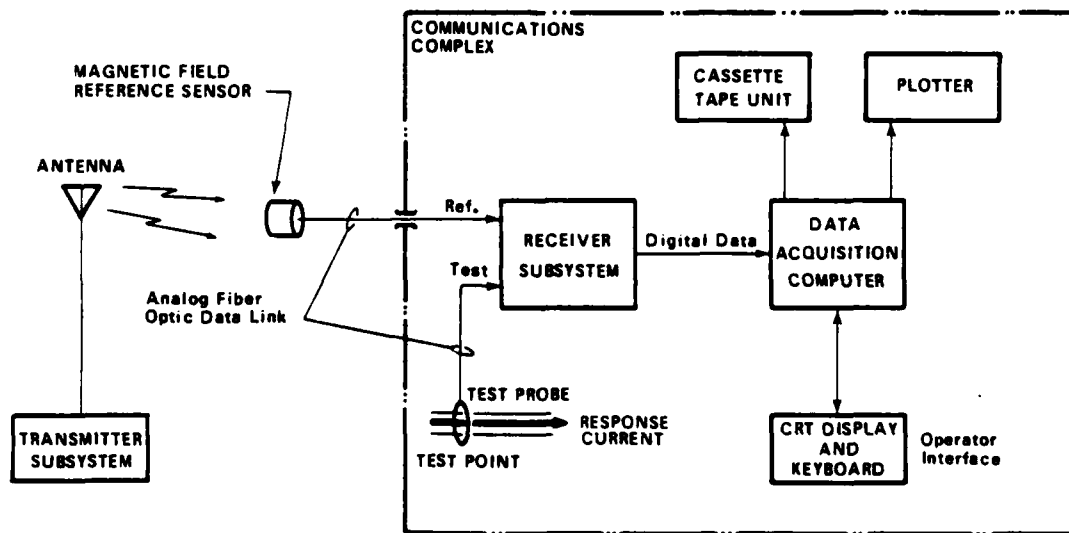 COMMUNICATIONS
COMPLEX
MAGNETIC FIELD
REFERENCE SENSOR
CASSETTE
TAPE UNIT
PLOTTER
ANTENNA
Ref.
RECEIVER
SUBSYSTEM
Digital Data
DATA
ACQUISITION
COMPUTER
Test
Analog Fiber
Optic Data Link
TEST PROBE
RESPONSE
CURRENT
TEST POINT
TRANSMITTER
SUBSYSTEM
CRT DISPLAY
AND
KEYBOARD
Operator
Interface